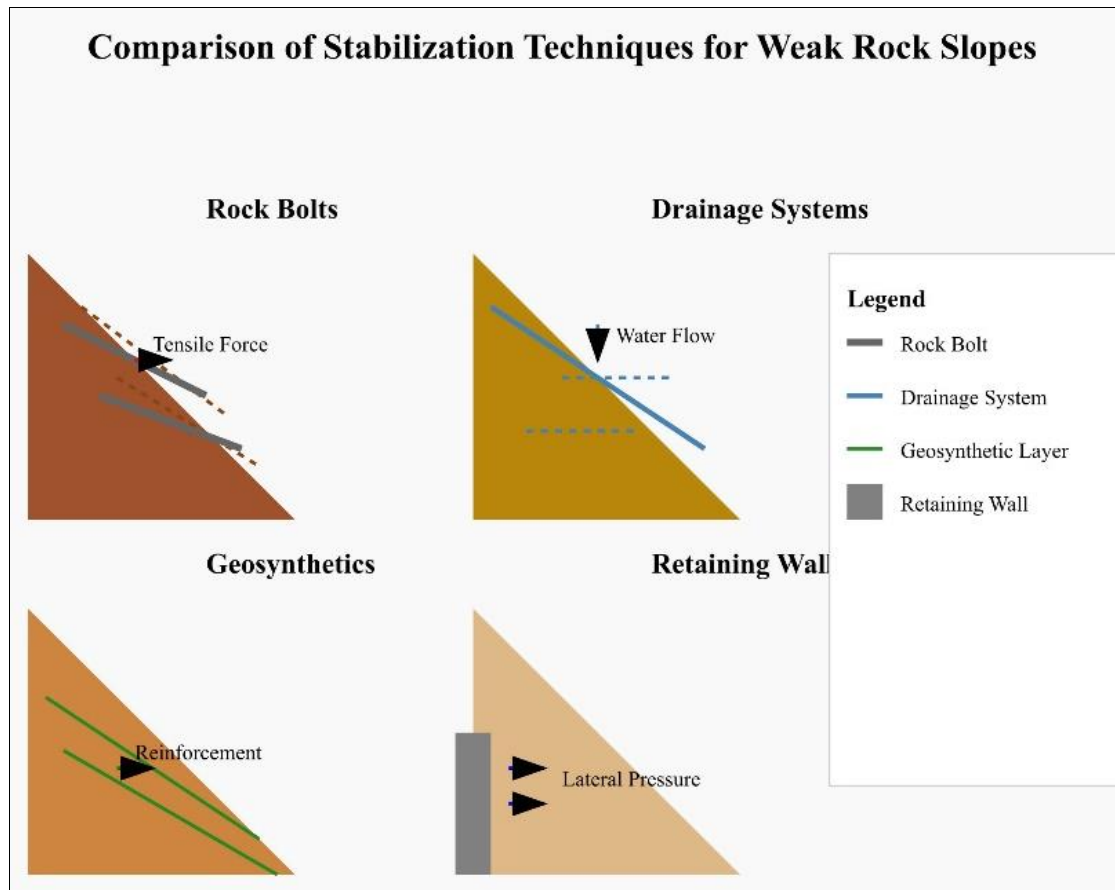 Comparison of Stabilization Techniques for Weak Rock Slopes
Rock Bolts
Drainage Systems
Tensile Force
Water Flow
Legend
Rock Bolt
Drainage System
Geosynthetic Layer
Retaining Wall
Geosynthetics
Retaining Wall
Reinforcement
Lateral Pressure